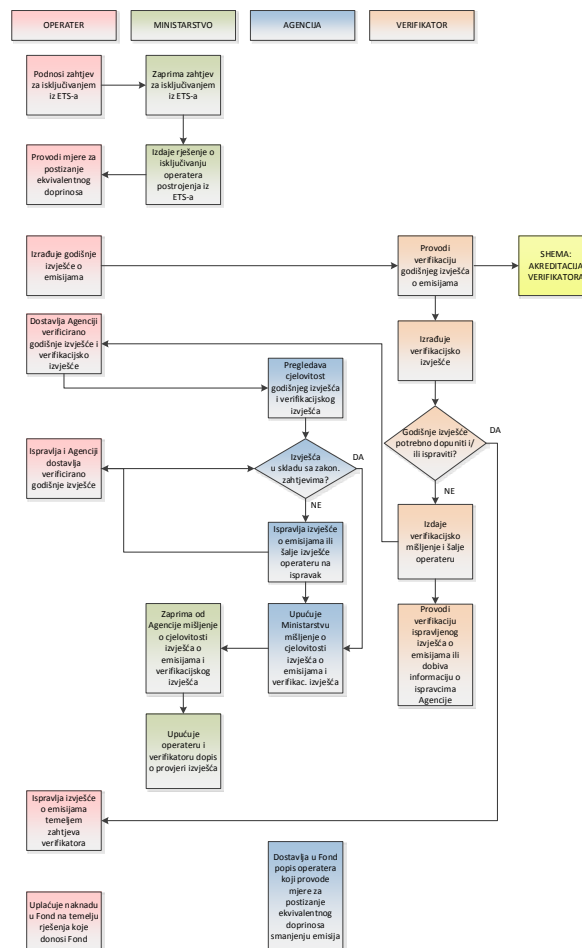 OPERATER
MINISTARSTVO
AGENCIJA
VERIFIKATOR
Podnosi zahtjev
za isključivanjem
iz ETS-a
Zaprima zahtjev
za isključivanjem
iz ETS-a
Provodi mjere za
postizanje
ekvivalentnog
doprinosa
Izdaje rješenje o
isključivanju
operatera
postrojenja iz
ETS-a
Izrađuje godišnje
izvješće o
emisijama
Provodi
verifikaciju
godišnjeg izvješća
o emisijama
SHEMA:
AKREDITACIJA
VERIFIKATORA
Dostavlja Agenciji
verificirano
godišnje izvješće i
verifikacijsko
izvješće
Izrađuje
verifikacijsko
izvješće
Pregledava
cjelovitost
godišnjeg izvješća
i verifikacijskog
izvješća
Godišnje izvješće
potrebno dopuniti i/
ili ispraviti?
DA
NE
Ispravlja i Agenciji
dostavlja
verificirano
godišnje izvješće
Izvješća
u skladu sa zakon.
zahtjevima?
DA
NE
Ispravlja izvješće
o emisijama ili
šalje izvješće
operateru na
ispravak
Izdaje
verifikacijsko
mišljenje i šalje
operateru
Zaprima od
Agencije mišljenje
o cjelovitosti
izvješća o
emisijama i
verifikacijskog
izvješća
Upućuje
Ministarstvu
mišljenje o
cjelovitosti
izvješća o
emisijama i
verifikac. izvješća
Provodi
verifikaciju
ispravljenog
izvješća o
emisijama ili
dobiva
informaciju o
ispravcima
Agencije
Upućuje
operateru i
verifikatoru dopis
o provjeri izvješća
Ispravlja izvješće
o emisijama
temeljem
zahtjeva
verifikatora
Dostavlja u Fond
popis operatera
koji provode
mjere za
postizanje
ekvivalentnog
doprinosa
smanjenju emisija
Uplaćuje naknadu
u Fond na temelju
rješenja koje
donosi Fond